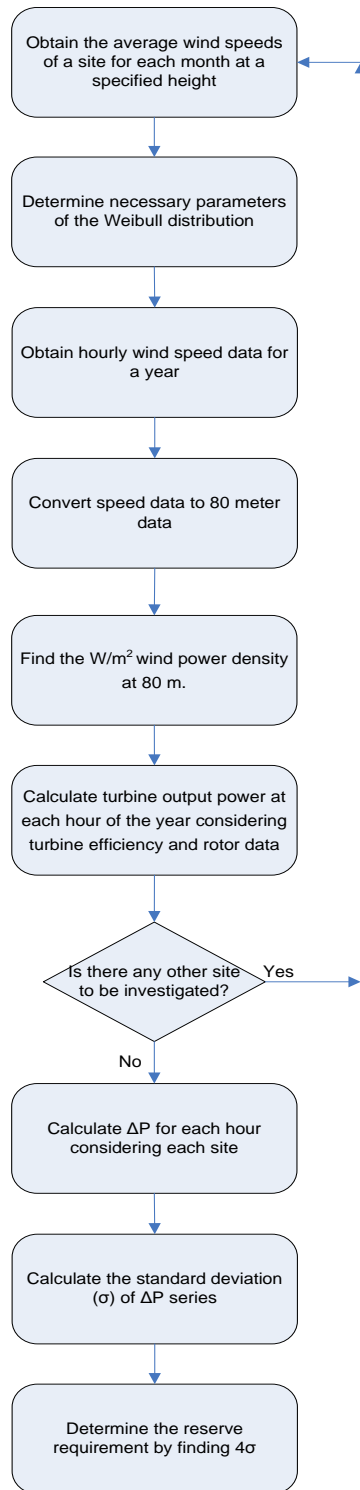 Obtain the average wind speeds
of a site for each month at a
specified height
Determine necessary parameters
of the Weibull distribution
Obtain hourly wind speed data for
a year
Convert speed data to 80 meter
data
Find the W/m² wind power density
at 80 m.
Calculate turbine output power at
each hour of the year considering
turbine efficiency and rotor data
Is there any other site
to be investigated?
Yes
No
Calculate ΔP for each hour
considering each site
Calculate the standard deviation
(σ) of ΔP series
Determine the reserve
requirement by finding 4σ